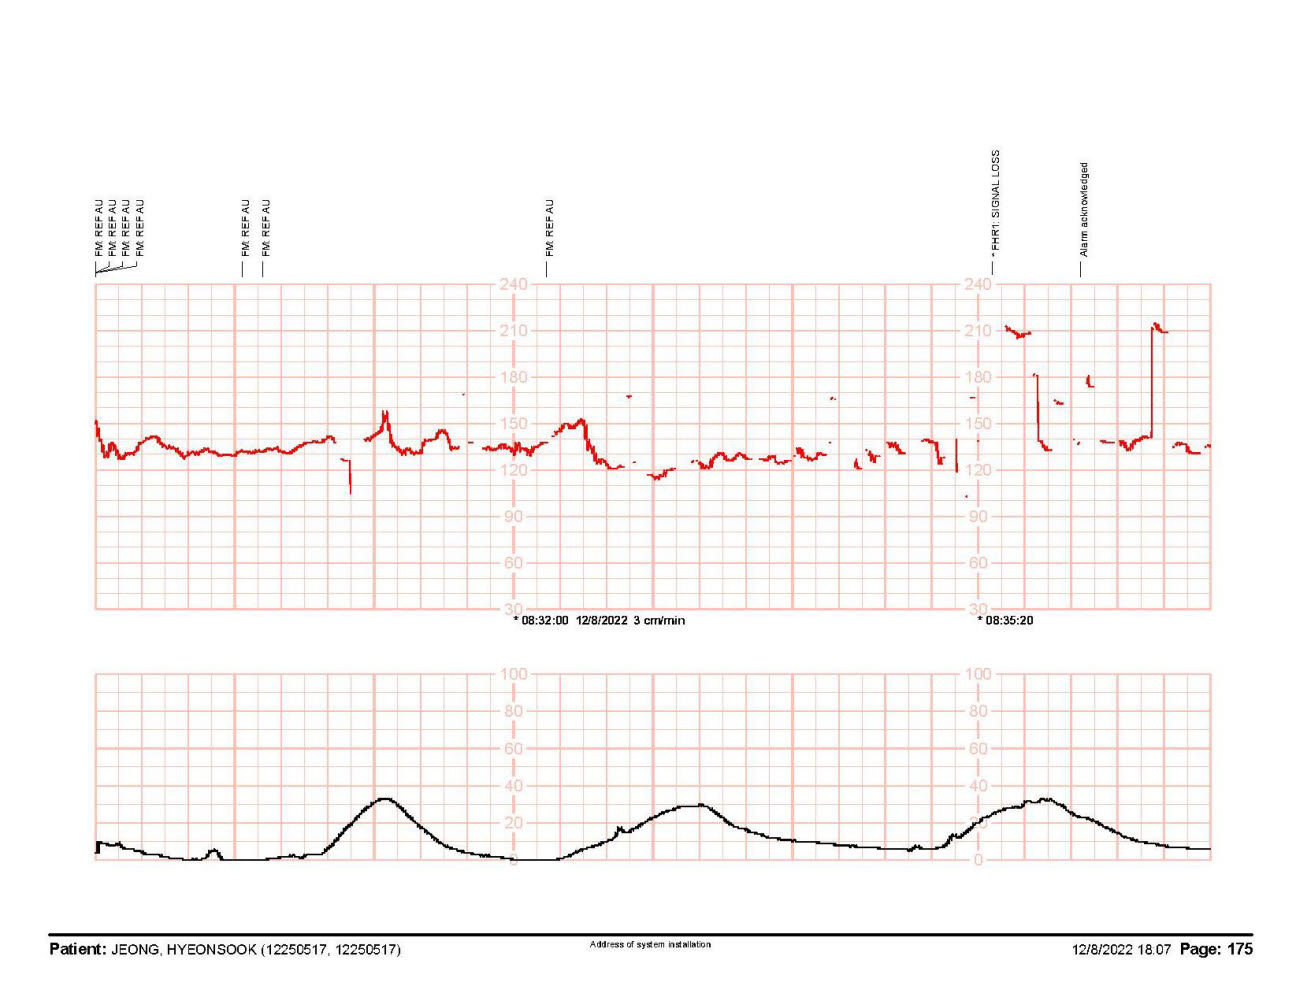 FM: REF AU
FM: REF AU
FM: REF AU
FM: REF AU
FM: REF AU
FM: REF AU
FM: REF AU
* FHR1: SIGNAL LOSS
Alarm acknowledged
240 240
210 210
180 180
150 150
120 120
90 90
60 60
30 30
* 08:32:00 12/8/2022 3 cm/min * 08:35:20
100 100
80 80
60 60
40 40
20 20
0 0
Patient: JEONG, HYEONSOOK (12250517, 12250517) Address of system installation 12/8/2022 18:07 Page: 175